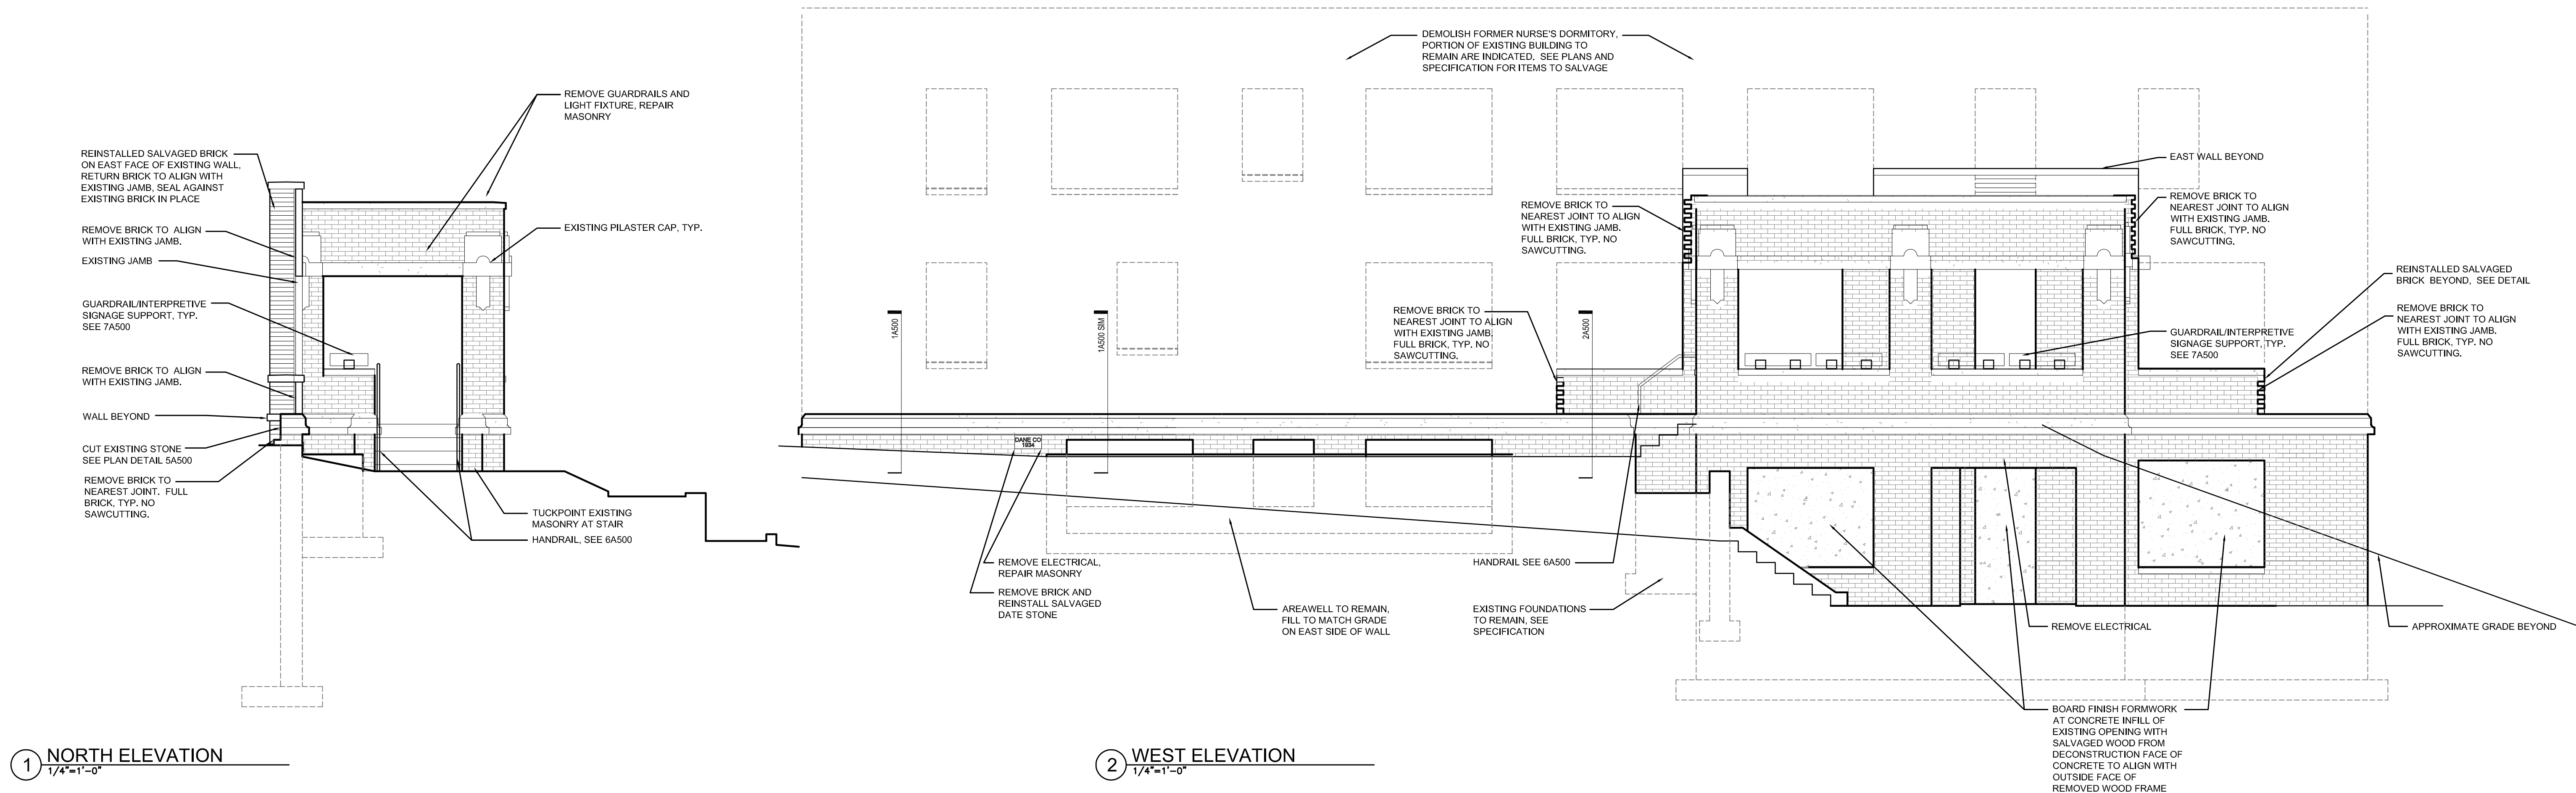 REMOVE GUARDRAILS AND
LIGHT FIXTURE, REPAIR
MASONRY
REINSTALLED SALVAGED BRICK
ON EAST FACE OF EXISTING WALL,
RETURN BRICK TO ALIGN WITH
EXISTING JAMB, SEAL AGAINST
EXISTING BRICK IN PLACE
REMOVE BRICK TO ALIGN
WITH EXISTING JAMB.
EXISTING JAMB
GUARDRAIL/INTERPRETIVE
SIGNAGE SUPPORT, TYP.
SEE 7A500
REMOVE BRICK TO ALIGN
WITH EXISTING JAMB.
WALL BEYOND
CUT EXISTING STONE
SEE PLAN DETAIL 5A500
REMOVE BRICK TO
NEAREST JOINT. FULL
BRICK, TYP. NO
SAWCUTTING.
EXISTING PILASTER CAP, TYP.
TUCKPOINT EXISTING
MASONRY AT STAIR
HANDRAIL, SEE 6A500
1 NORTH ELEVATION
1/4"=1'-0"
DEMOLISH FORMER NURSE'S DORMITORY,
PORTION OF EXISTING BUILDING TO
REMAIN ARE INDICATED. SEE PLANS AND
SPECIFICATION FOR ITEMS TO SALVAGE
EAST WALL BEYOND
REMOVE BRICK TO
NEAREST JOINT TO ALIGN
WITH EXISTING JAMB.
FULL BRICK, TYP. NO
SAWCUTTING.
REMOVE BRICK TO
NEAREST JOINT TO ALIGN
WITH EXISTING JAMB.
FULL BRICK, TYP. NO
SAWCUTTING.
REINSTALLED SALVAGED
BRICK BEYOND, SEE DETAIL
REMOVE BRICK TO
NEAREST JOINT TO ALIGN
WITH EXISTING JAMB.
FULL BRICK, TYP. NO
SAWCUTTING.
1A500
1A500 SIM
2A500
REMOVE BRICK TO
NEAREST JOINT TO ALIGN
WITH EXISTING JAMB.
FULL BRICK, TYP. NO
SAWCUTTING.
GUARDRAIL/INTERPRETIVE
SIGNAGE SUPPORT, TYP.
SEE 7A500
DANE CO
1934
REMOVE ELECTRICAL,
REPAIR MASONRY
REMOVE BRICK AND
REINSTALL SALVAGED
DATE STONE
AREAWELL TO REMAIN,
FILL TO MATCH GRADE
ON EAST SIDE OF WALL
HANDRAIL SEE 6A500
EXISTING FOUNDATIONS
TO REMAIN, SEE
SPECIFICATION
REMOVE ELECTRICAL
APPROXIMATE GRADE BEYOND
BOARD FINISH FORMWORK
AT CONCRETE INFILL OF
EXISTING OPENING WITH
SALVAGED WOOD FROM
DECONSTRUCTION FACE OF
CONCRETE TO ALIGN WITH
OUTSIDE FACE OF
REMOVED WOOD FRAME
2 WEST ELEVATION
1/4"=1'-0"